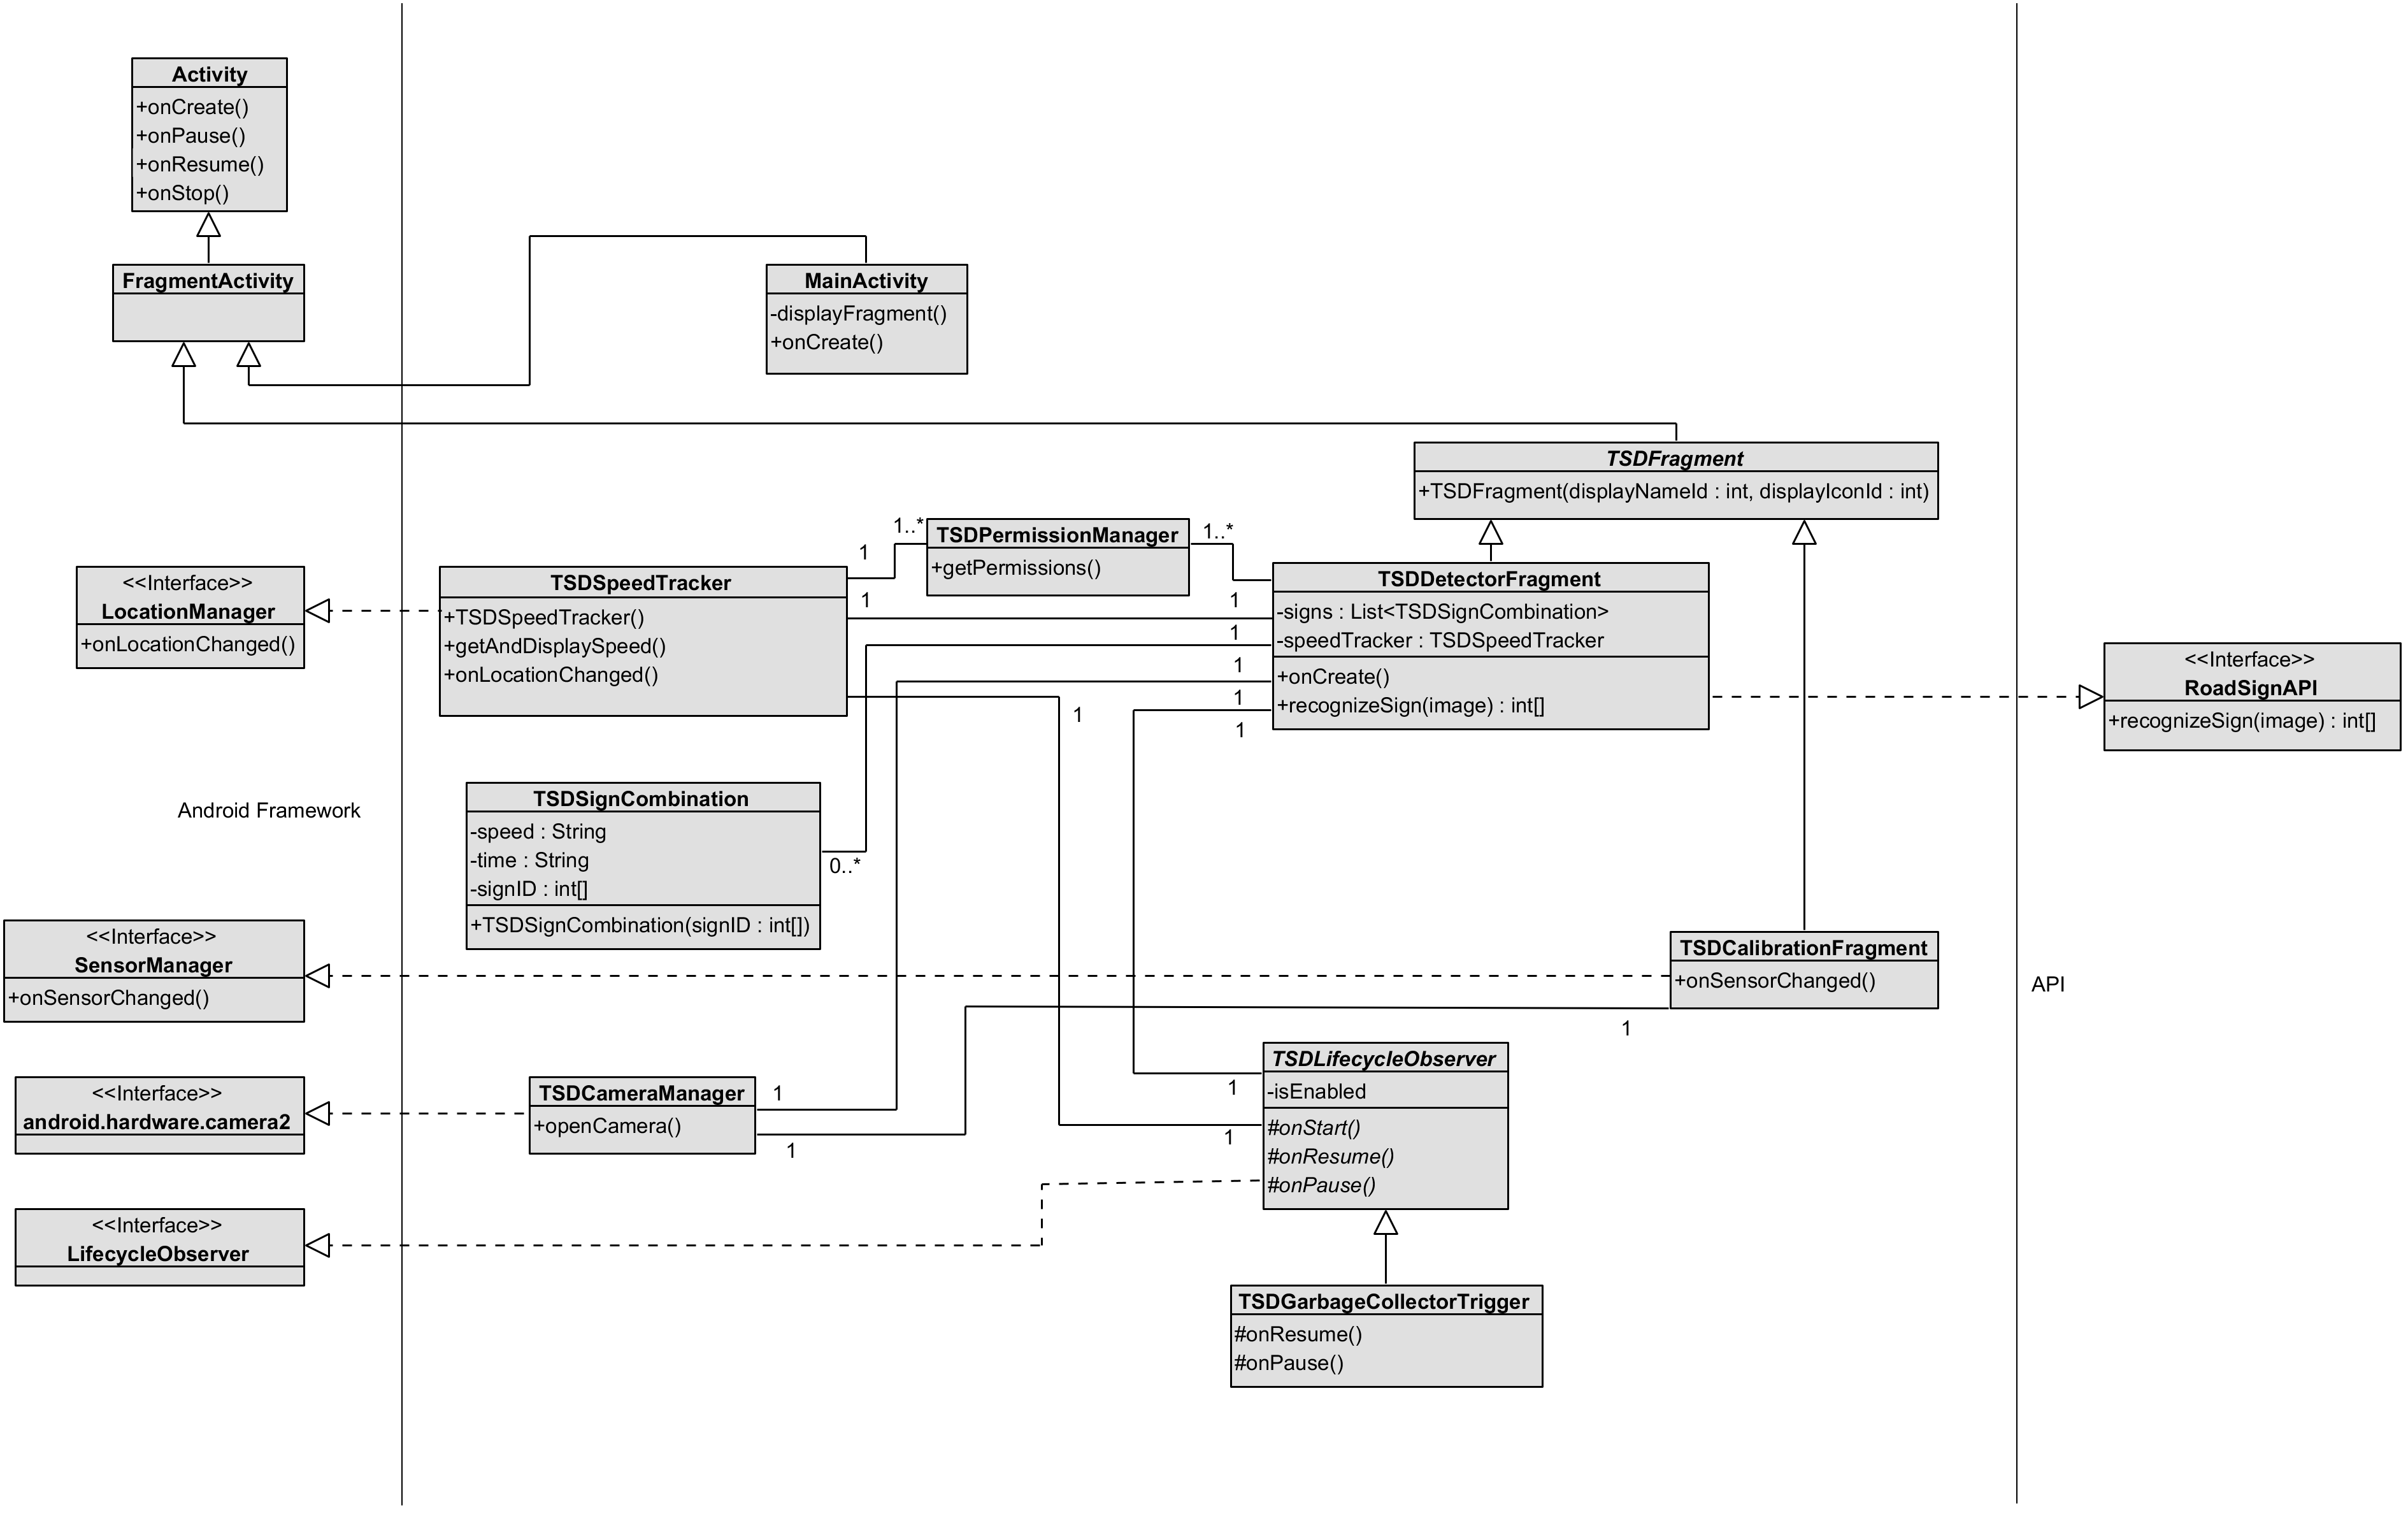 Activity
+onCreate()
+onPause()
+onResume()
+onStop()
FragmentActivity
MainActivity
-displayFragment()
+onCreate()
TSDFragment
+TSDFragment(displayNameId : int, displayIconId : int)
1..*
TSDPermissionManager
+getPermissions()
1..*
1
<<Interface>>
LocationManager
+onLocationChanged()
TSDSpeedTracker
+TSDSpeedTracker()
+getAndDisplaySpeed()
+onLocationChanged()
1
1
1
1
1
1
1
TSDDetectorFragment
-signs : List<TSDSignCombination>
-speedTracker : TSDSpeedTracker
+onCreate()
+recognizeSign(image) : int[]
<<Interface>>
RoadSignAPI
+recognizeSign(image) : int[]
Android Framework
TSDSignCombination
-speed : String
-time : String
-signID : int[]
+TSDSignCombination(signID : int[])
0..*
<<Interface>>
SensorManager
+onSensorChanged()
TSDCalibrationFragment
+onSensorChanged()
1
API
<<Interface>>
android.hardware.camera2
TSDCameraManager
+openCamera()
1
1
TSDLifecycleObserver
-isEnabled
#onStart()
#onResume()
#onPause()
1
1
<<Interface>>
LifecycleObserver
TSDGarbageCollectorTrigger
#onResume()
#onPause()